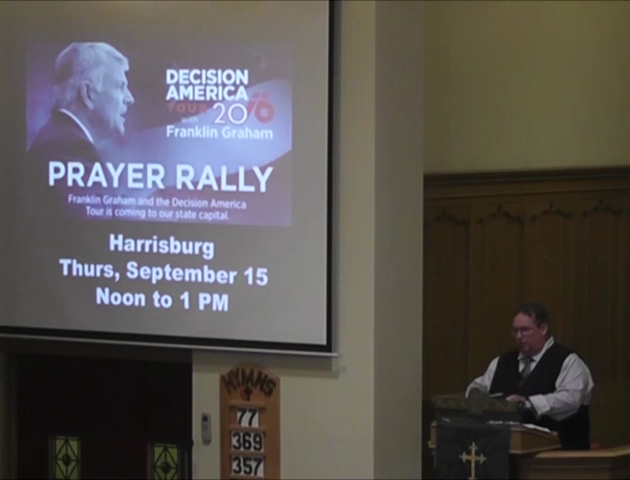 DECISION
AMERICA
TOUR 2016
with
Franklin Graham
PRAYER RALLY
Franklin Graham and the Decision America
Tour is coming to our state capital.
Harrisburg
Thurs, September 15
Noon to 1 PM
HYMNS
77
369
357